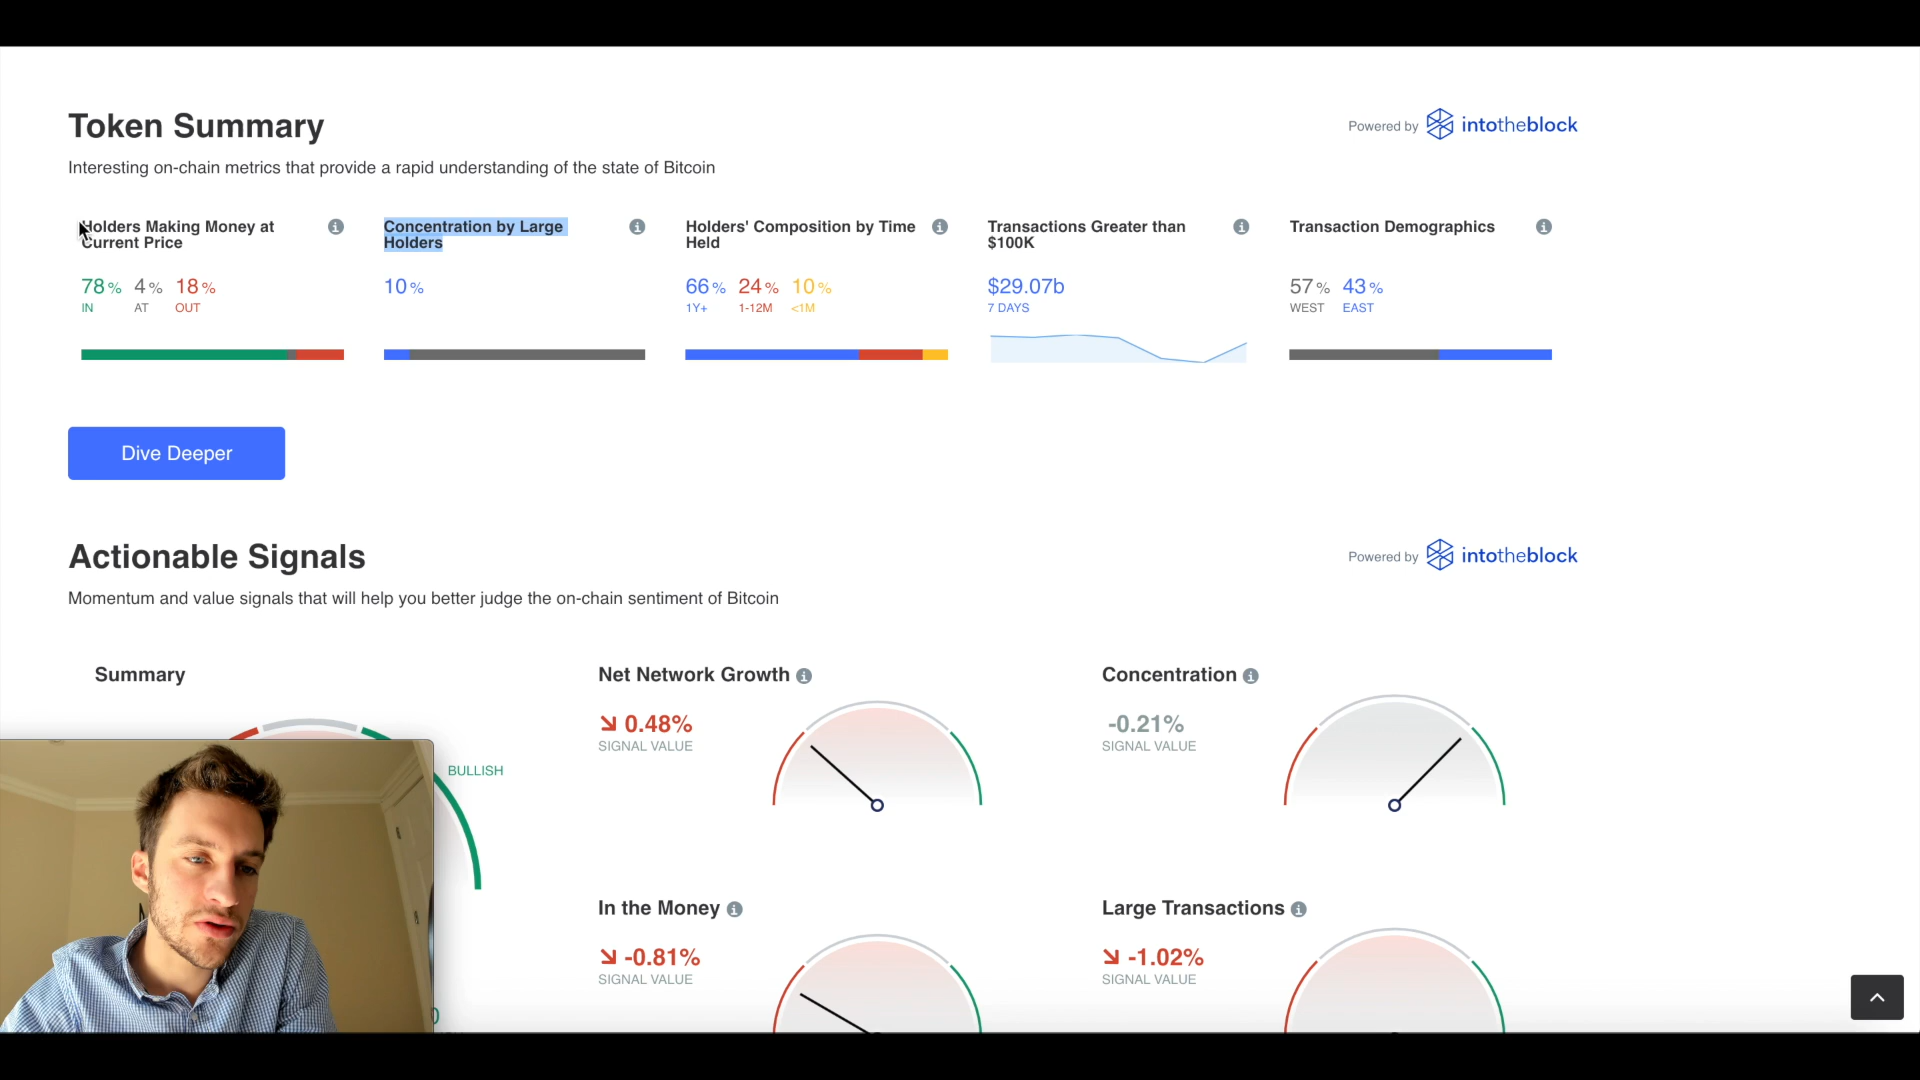 Token Summary
Powered by intotheblock
Interesting on-chain metrics that provide a rapid understanding of the state of Bitcoin
Holders Making Money at
Current Price
78% 4% 18%
IN AT OUT
Concentration by Large
Holders
10%
Holders' Composition by Time
Held
66% 24% 10%
1Y+ 1-12M <1M
Transactions Greater than
$100K
$29.07b
7 DAYS
Transaction Demographics
57% 43%
WEST EAST
Dive Deeper
Actionable Signals
Powered by intotheblock
Momentum and value signals that will help you better judge the on-chain sentiment of Bitcoin
Summary
BULLISH
Net Network Growth
0.48%
SIGNAL VALUE
Concentration
-0.21%
SIGNAL VALUE
In the Money
-0.81%
SIGNAL VALUE
Large Transactions
-1.02%
SIGNAL VALUE